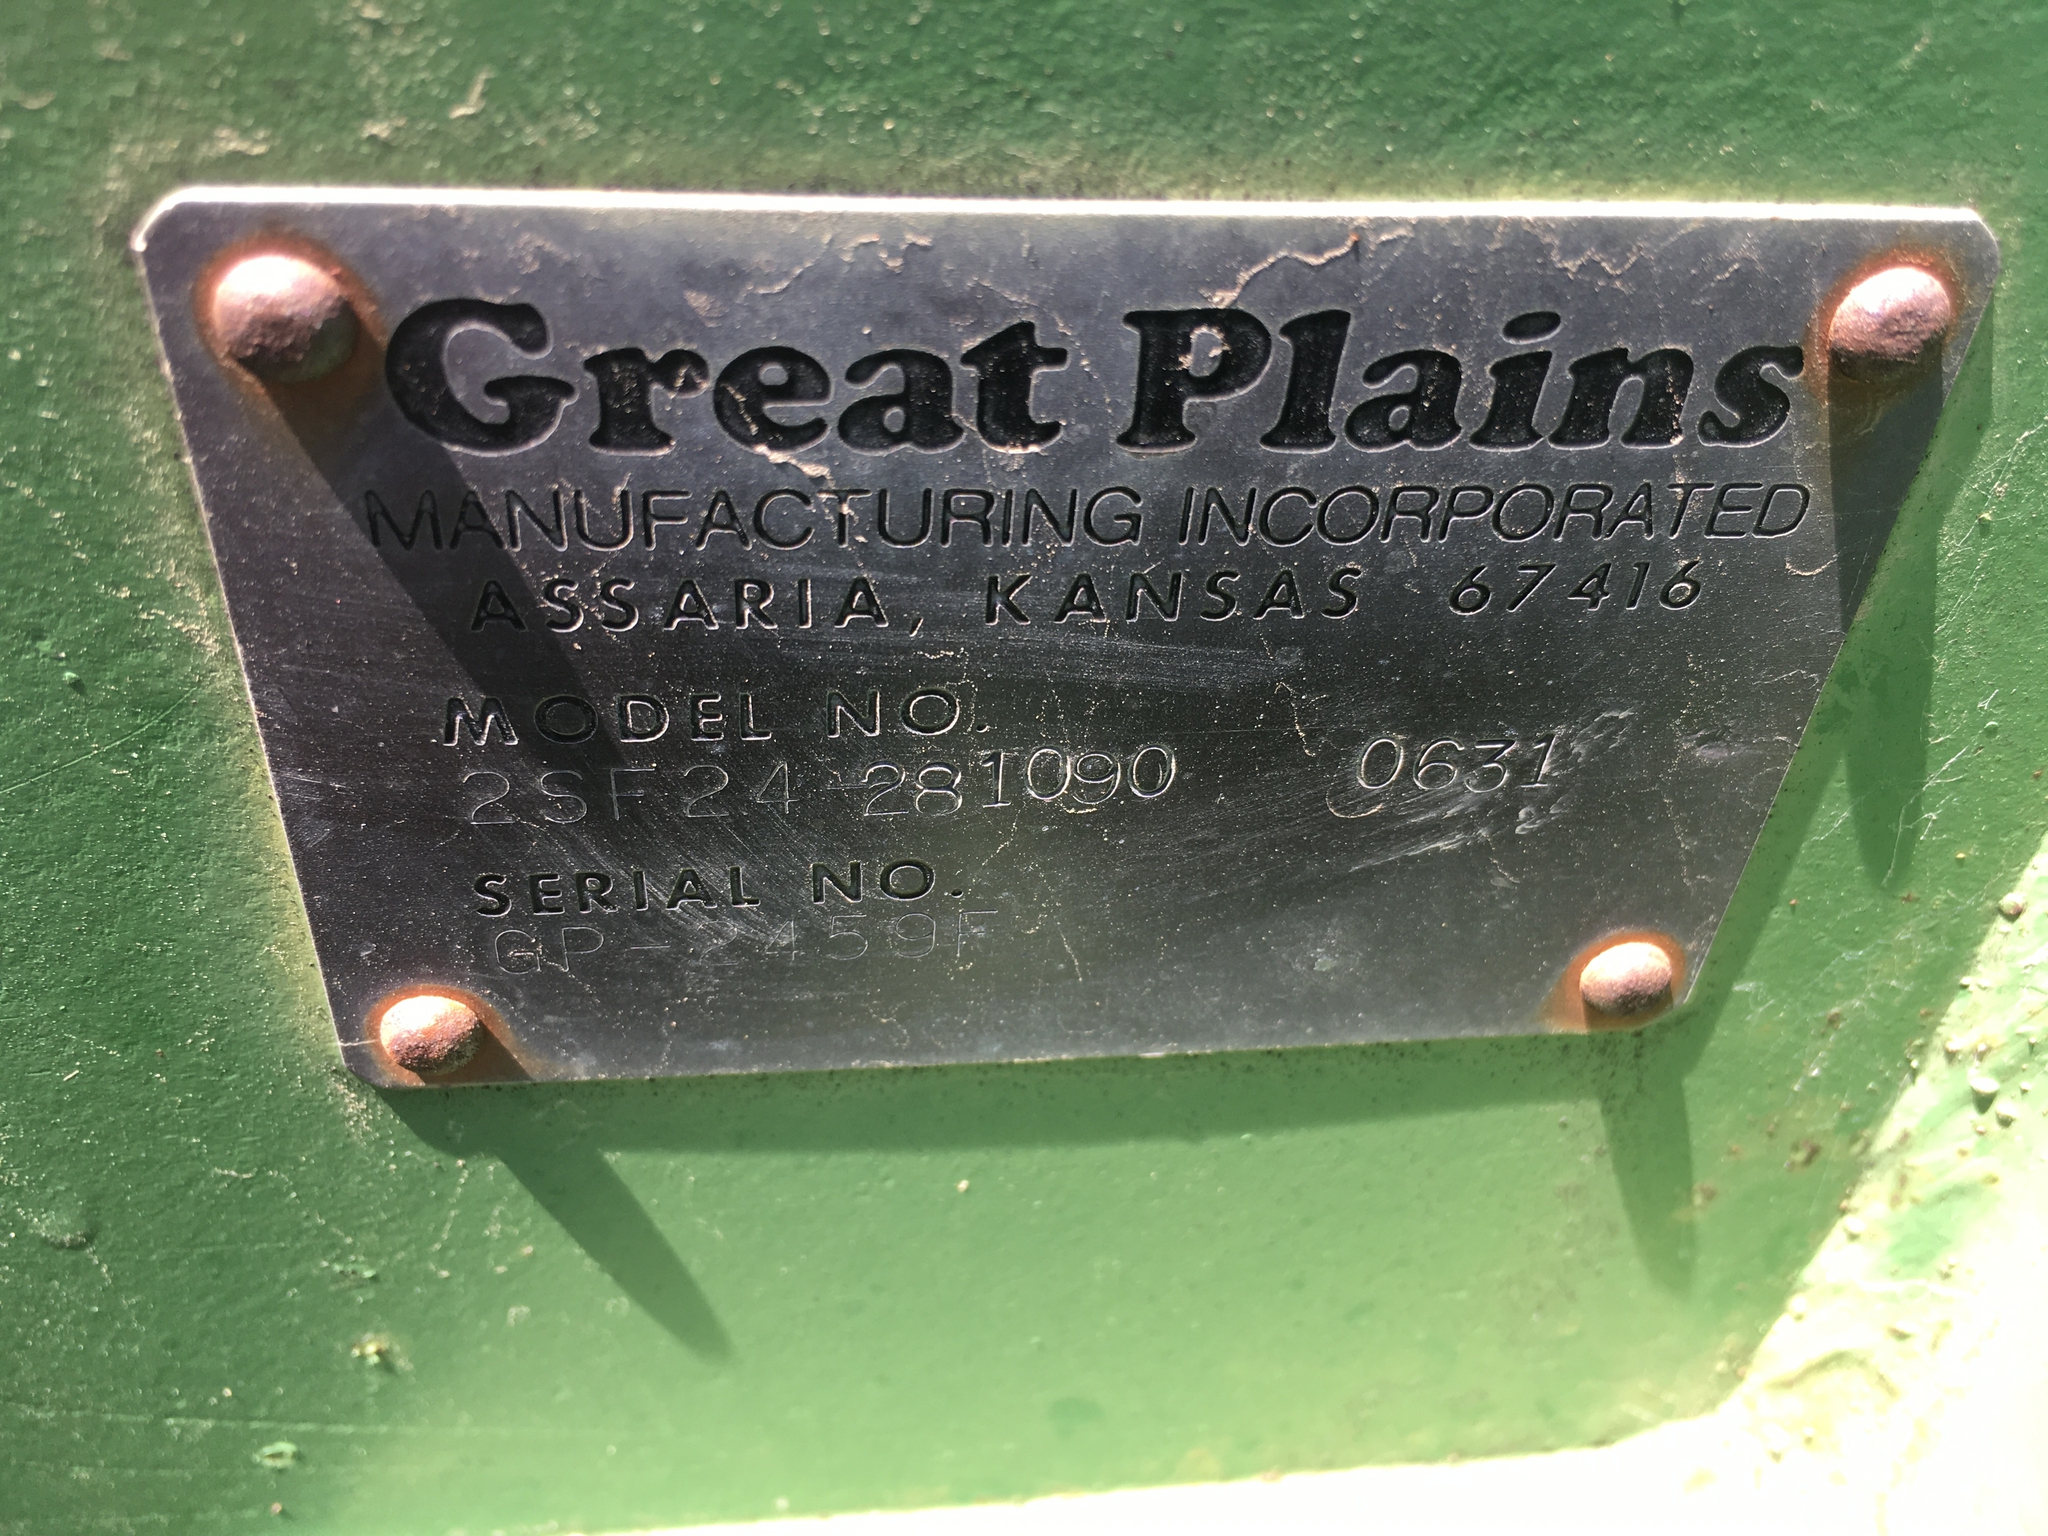 Great Plains
MANUFACTURING INCORPORATED
ASSARIA, KANSAS 67416
MODEL NO.
2SF24-281090 0631
SERIAL NO.
GP-2459F